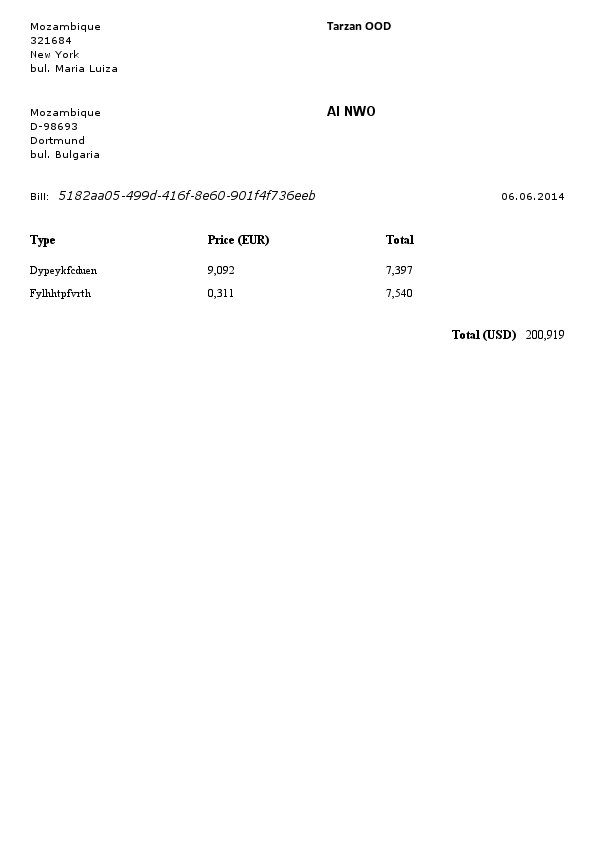 Mozambique Tarzan OOD
321684
New York
bul. Maria Luiza
Mozambique AI NWO
D-98693
Dortmund
bul. Bulgaria
Bill: 5182aa05-499d-416f-8e60-901f4f736eeb 06.06.2014
Type Price (EUR) Total
Dypeykfcduen 9,092 7,397
Fylhhtpfvrth 0,311 7,540
Total (USD) 200,919